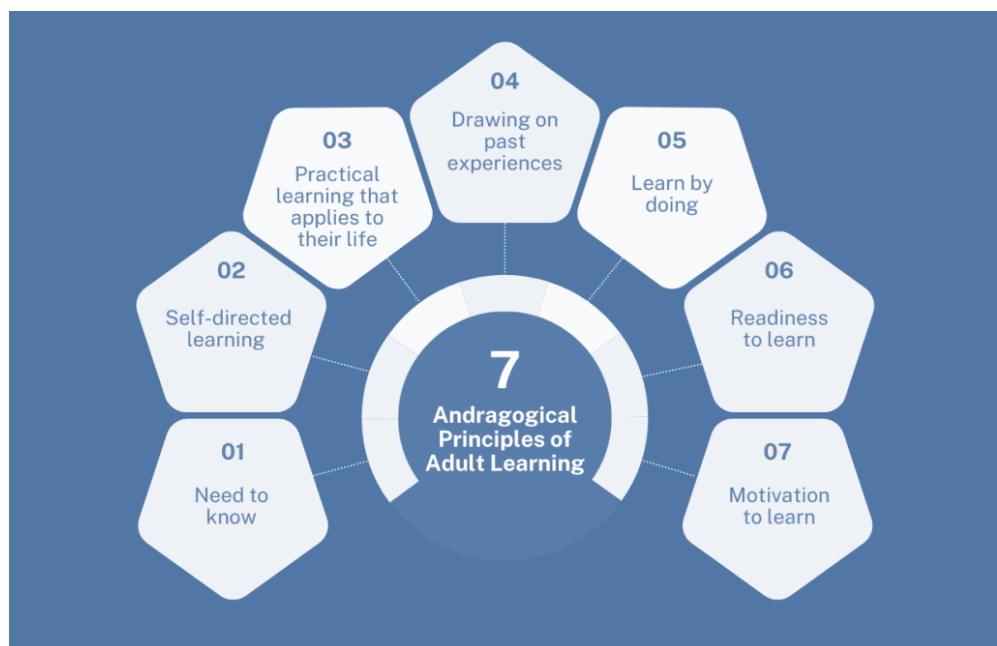 01
Need to
know
02
Self-directed
learning
03
Practical
learning that
applies to
their life
04
Drawing on
past
experiences
05
Learn by
doing
06
Readiness
to learn
07
Motivation
to learn
7
Andragogical
Principles of
Adult Learning